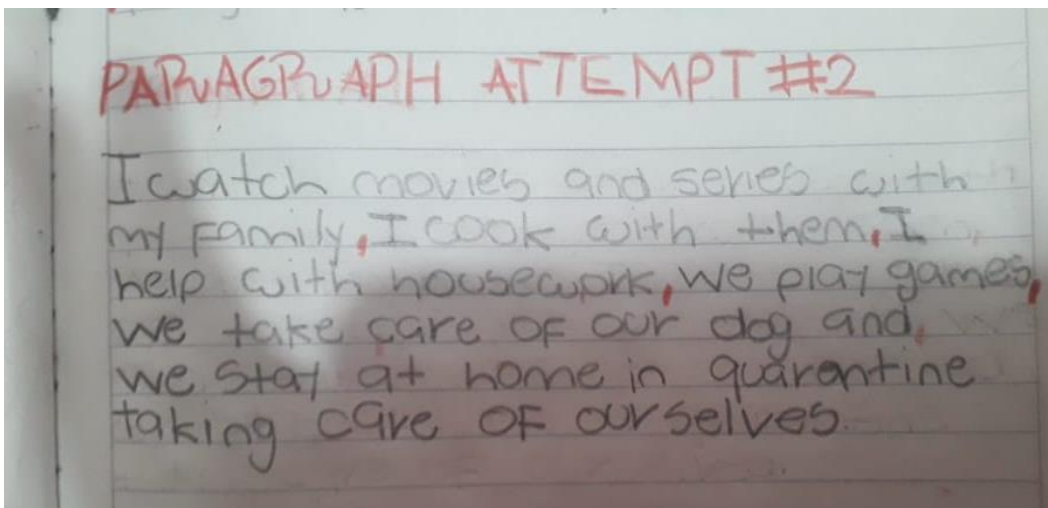 PARAGRAPH ATTEMPT #2
I watch movies and series with
my family, I cook with them, I
help with housework, we play games,
we take care of our dog and
we stay at home in quarantine
taking care of ourselves.